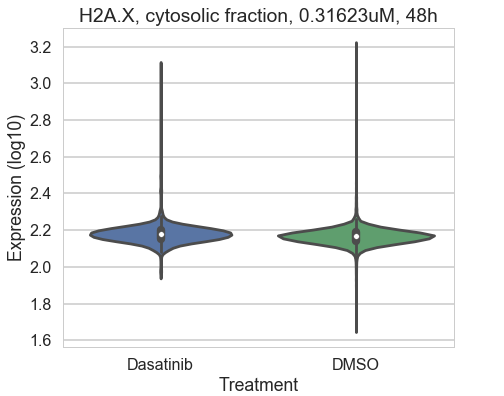 H2A.X, cytosolic fraction, 0.31623uM, 48h
Expression (log10)
3.2
3.0
2.8
2.6
2.4
2.2
2.0
1.8
1.6
Dasatinib DMSO
Treatment